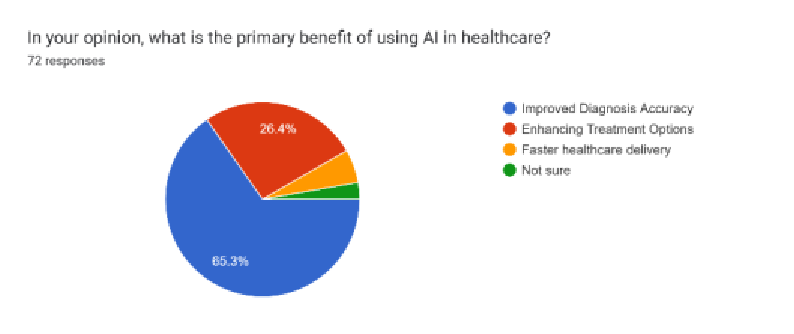 In your opinion, what is the primary benefit of using AI in healthcare?
72 responses
26.4%
65.3%
Improved Diagnosis Accuracy
Enhancing Treatment Options
Faster healthcare delivery
Not sure